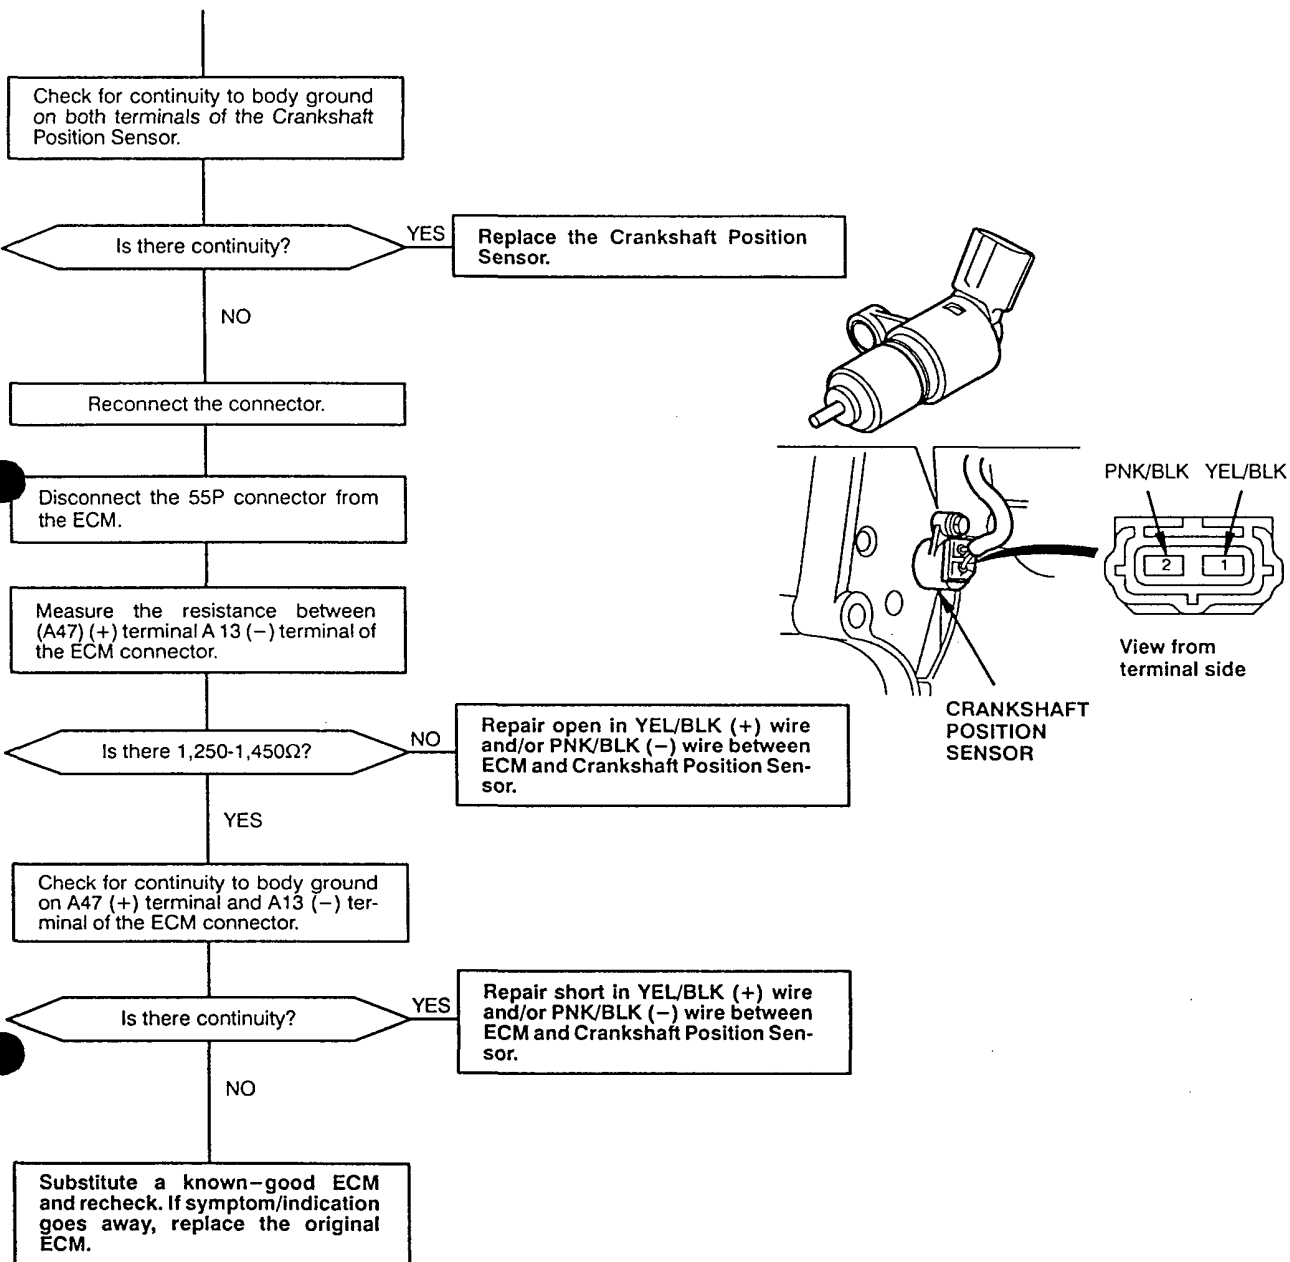 Check for continuity to body ground
on both terminals of the Crankshaft
Position Sensor.
Is there continuity?
YES
Replace the Crankshaft Position
Sensor.
NO
Reconnect the connector.
Disconnect the 55P connector from
the ECM.
Measure the resistance between
(A47) (+) terminal A 13 (−) terminal of
the ECM connector.
Is there 1,250-1,450Ω?
NO
Repair open in YEL/BLK (+) wire
and/or PNK/BLK (−) wire between
ECM and Crankshaft Position Sen-
sor.
YES
Check for continuity to body ground
on A47 (+) terminal and A13 (−) ter-
minal of the ECM connector.
Is there continuity?
YES
Repair short in YEL/BLK (+) wire
and/or PNK/BLK (−) wire between
ECM and Crankshaft Position Sen-
sor.
NO
Substitute a known–good ECM
and recheck. If symptom/indication
goes away, replace the original
ECM.
PNK/BLK YEL/BLK
2 1
View from
terminal side
CRANKSHAFT
POSITION
SENSOR